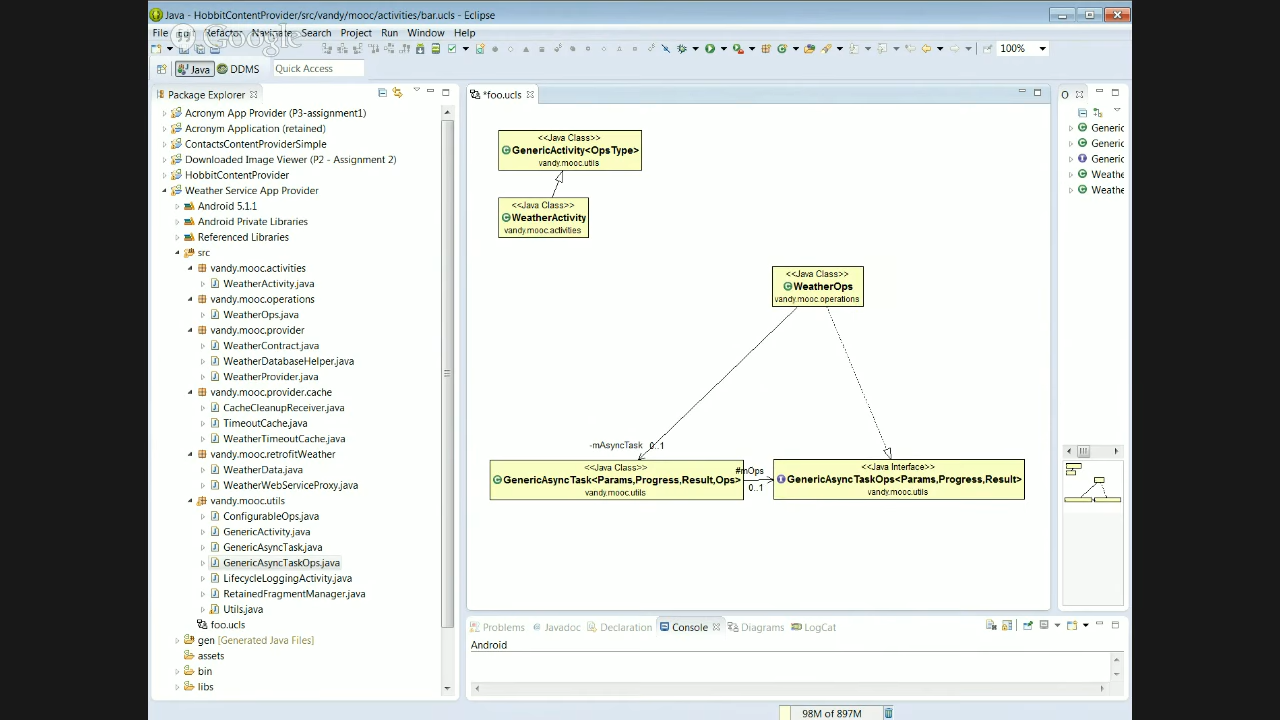 Java - HobbitContentProvider/src/vandy/mooc/activities/bar.ucls - Eclipse
File Edit Refactor Navigate Search Project Run Window Help
Google
100%
Java DDMS Quick Access
Package Explorer
Acronym App Provider (P3-assignment1)
Acronym Application (retained)
ContactsContentProviderSimple
Downloaded Image Viewer (P2 - Assignment 2)
HobbitContentProvider
Weather Service App Provider
Android 5.1.1
Android Private Libraries
Referenced Libraries
src
vandy.mooc.activities
WeatherActivity.java
vandy.mooc.operations
WeatherOps.java
vandy.mooc.provider
WeatherContract.java
WeatherDatabaseHelper.java
WeatherProvider.java
vandy.mooc.provider.cache
CacheCleanupReceiver.java
TimeoutCache.java
WeatherTimeoutCache.java
vandy.mooc.retrofitWeather
WeatherData.java
WeatherWebServiceProxy.java
vandy.mooc.utils
ConfigurableOps.java
GenericActivity.java
GenericAsyncTask.java
GenericAsyncTaskOps.java
LifecycleLoggingActivity.java
RetainedFragmentManager.java
Utils.java
foo.ucls
gen [Generated Java Files]
assets
bin
libs
*foo.ucls
<<Java Class>>
GenericActivity<OpsType>
vandy.mooc.utils
<<Java Class>>
WeatherActivity
vandy.mooc.activities
<<Java Class>>
WeatherOps
vandy.mooc.operations
-mAsyncTask 0..1
<<Java Class>>
GenericAsyncTask<Params,Progress,Result,Ops>
vandy.mooc.utils
#mOps
0..1
<<Java Interface>>
GenericAsyncTaskOps<Params,Progress,Result>
vandy.mooc.utils
O
Generic
Generic
Generic
Weathe
Weathe
Problems Javadoc Declaration Console Diagrams LogCat
Android
98M of 897M